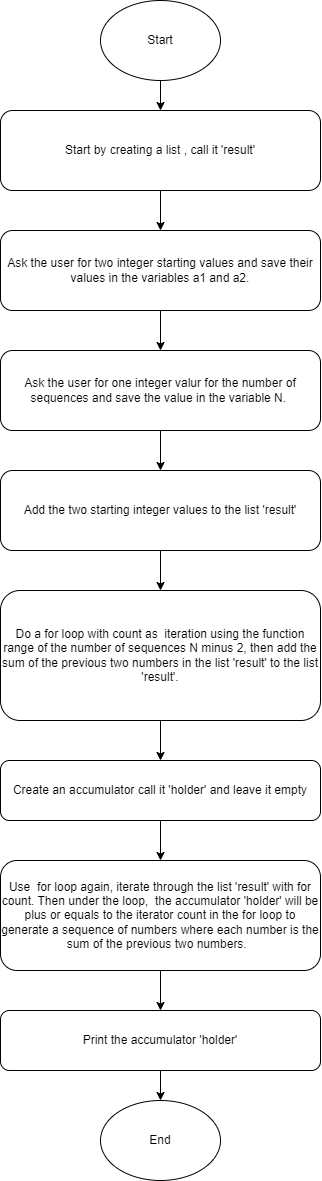 Start
Start by creating a list , call it 'result'
Ask the user for two integer starting values and save their
values in the variables a1 and a2.
Ask the user for one integer valur for the number of
sequences and save the value in the variable N.
Add the two starting integer values to the list 'result'
Do a for loop with count as iteration using the function
range of the number of sequences N minus 2, then add the
sum of the previous two numbers in the list 'result' to the list
'result'.
Create an accumulator call it 'holder' and leave it empty
Use for loop again, iterate through the list 'result' with for
count. Then under the loop, the accumulator 'holder' will be
plus or equals to the iterator count in the for loop to
generate a sequence of numbers where each number is the
sum of the previous two numbers.
Print the accumulator 'holder'
End